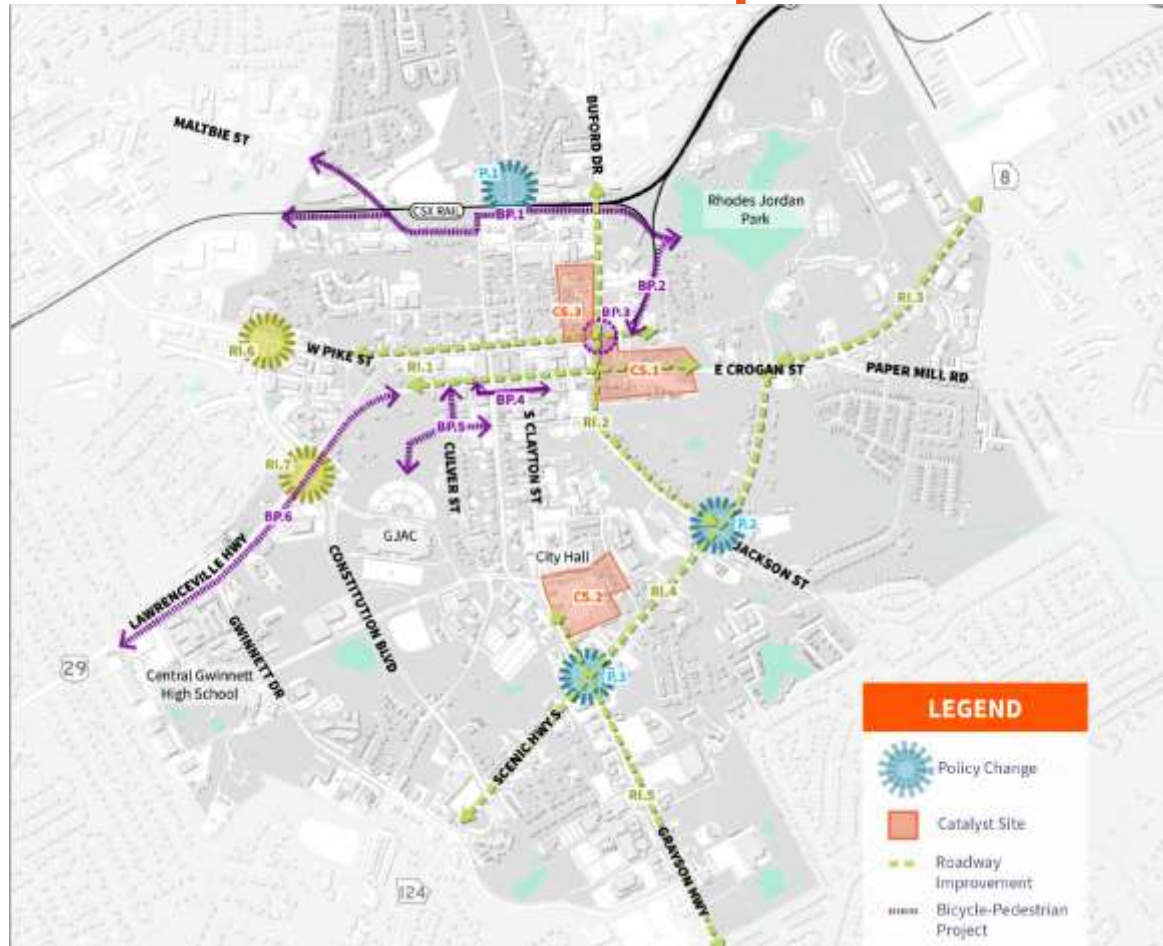 MALTBIE ST
BUFORD DR
8
P.1
CSX RAIL
BP.1
Rhodes Jordan
Park
BP.2
RI.3
CS.3
BP.3
RI.6
W PIKE ST
RI.1
CS.1
E CROGAN ST
PAPER MILL RD
BP.4
RI.2
BP.5
CULVER ST
S CLAYTON ST
RI.7
BP.6
GJAC
P.2
JACKSON ST
City Hall
LAWRENCEVILLE HWY
CONSTITUTION BLVD
CS.2
RI.4
GWINNETT DR
29
Central Gwinnett
High School
P.3
SCENIC HWY S
RI.5
GRAYSON HWY
124
LEGEND
Policy Change
Catalyst Site
Roadway
Improvement
Bicycle-Pedestrian
Project